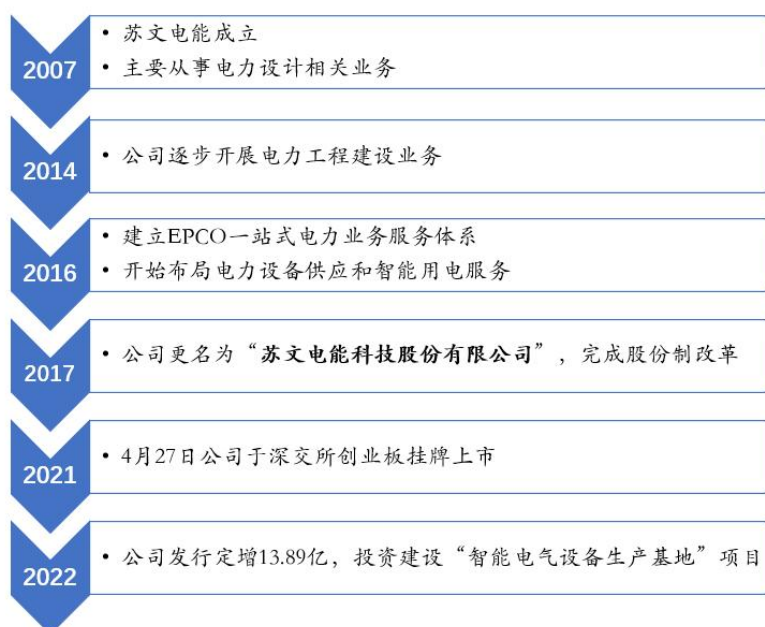 2007
• 苏文电能成立
• 主要从事电力设计相关业务
2014
• 公司逐步开展电力工程建设业务
2016
• 建立EPCO一站式电力业务服务体系
• 开始布局电力设备供应和智能用电服务
2017
• 公司更名为“苏文电能科技股份有限公司”，完成股份制改革
2021
• 4月27日公司于深交所创业板挂牌上市
2022
• 公司发行定增13.89亿，投资建设“智能电气设备生产基地”项目